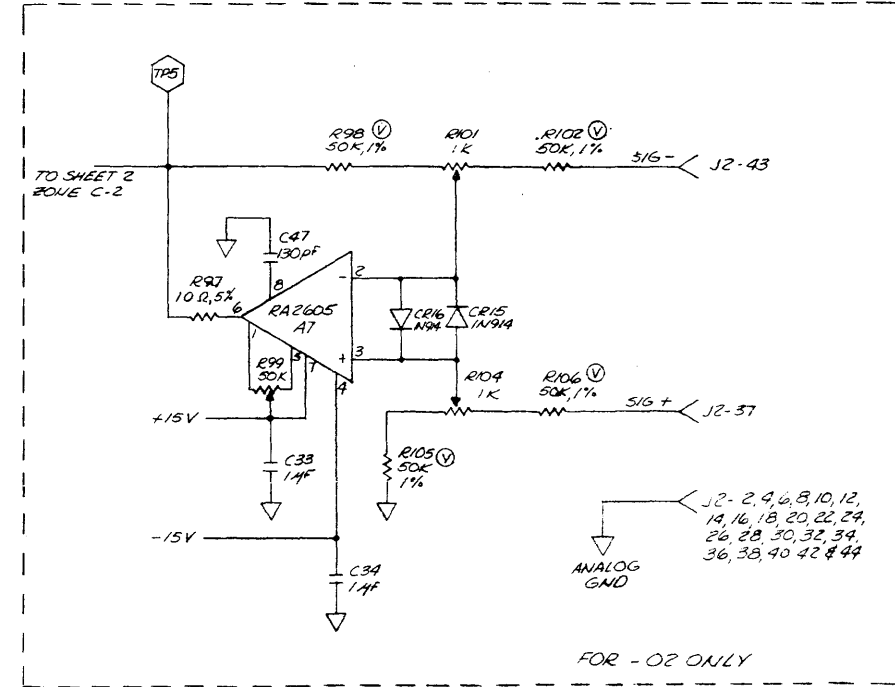 TP5
R98 Ⓥ
50K, 1%
R101
1K
R102 Ⓥ
50K, 1%
SIG -
J2-43
TO SHEET 2
ZONE C-2
C47
130pF
R97
10Ω, 5%
6
8
2
-
RA2605
A7
1
5
7
4
+
3
CR16
1N914
CR15
1N914
R99
50K
R104
1K
R106 Ⓥ
50K, 1%
SIG +
J2-37
+15V
C33
1µF
R105 Ⓥ
50K
1%
-15V
C34
1µF
ANALOG
GND
J2- 2,4,6,8,10,12,
14,16,18,20,22,24,
26,28,30,32,34,
36,38,40 42 & 44
FOR -02 ONLY